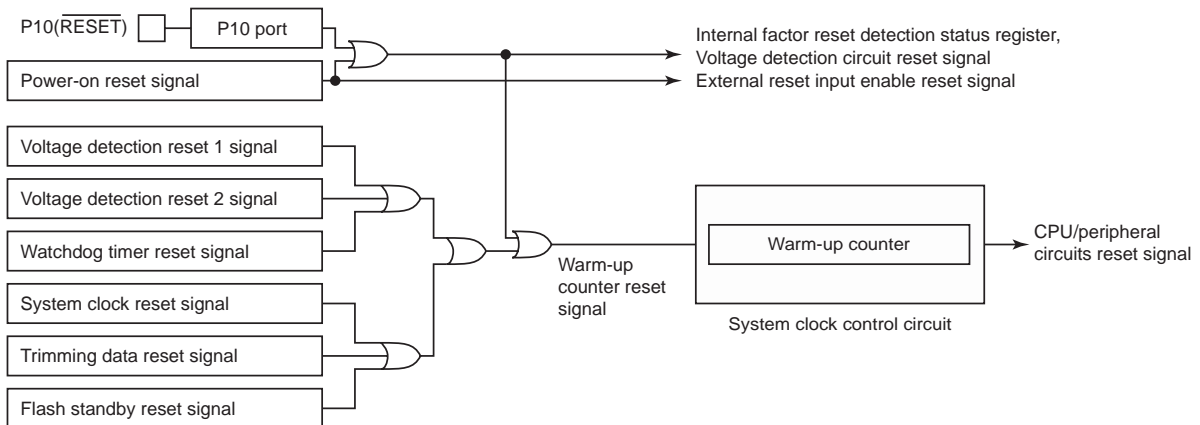 P10(RESET)
P10 port
Internal factor reset detection status register,
Voltage detection circuit reset signal
Power-on reset signal
External reset input enable reset signal
Voltage detection reset 1 signal
Voltage detection reset 2 signal
Watchdog timer reset signal
System clock reset signal
Trimming data reset signal
Flash standby reset signal
Warm-up
counter reset
signal
Warm-up counter
System clock control circuit
CPU/peripheral
circuits reset signal